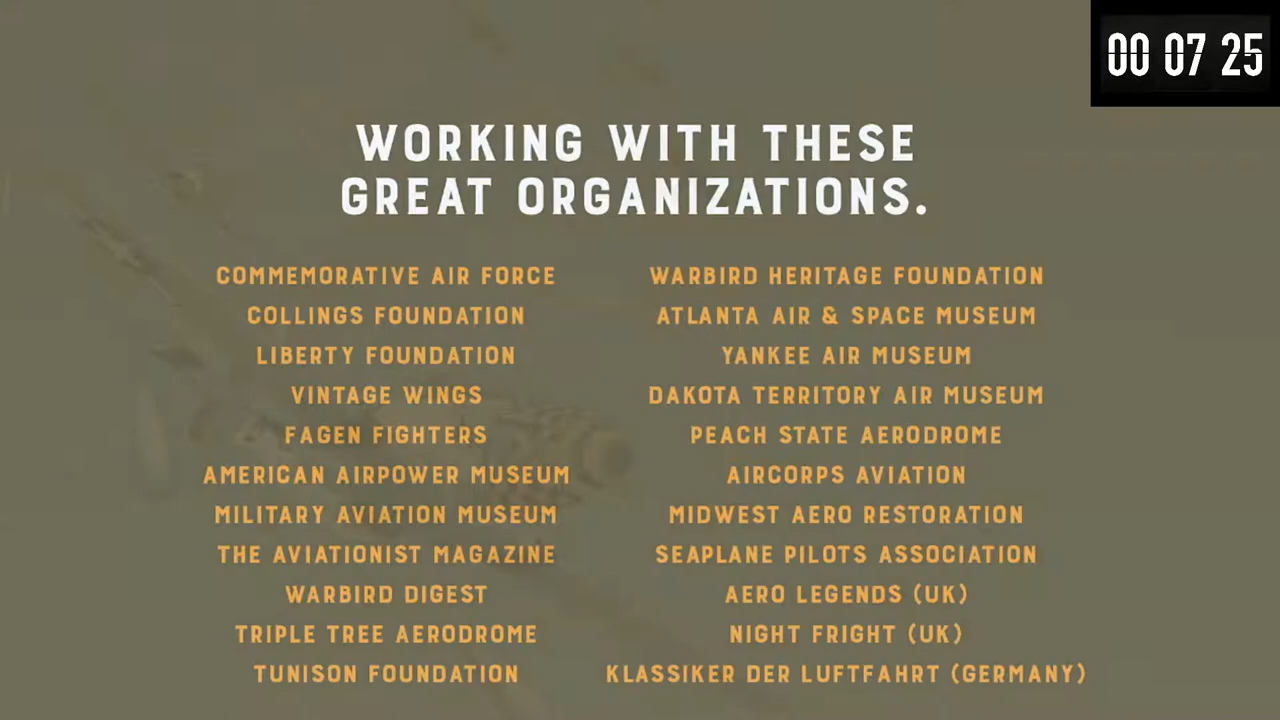 00 07 25
WORKING WITH THESE
GREAT ORGANIZATIONS.
COMMEMORATIVE AIR FORCE
COLLINGS FOUNDATION
LIBERTY FOUNDATION
VINTAGE WINGS
FAGEN FIGHTERS
AMERICAN AIRPOWER MUSEUM
MILITARY AVIATION MUSEUM
THE AVIATIONIST MAGAZINE
WARBIRD DIGEST
TRIPLE TREE AERODROME
TUNISON FOUNDATION
WARBIRD HERITAGE FOUNDATION
ATLANTA AIR & SPACE MUSEUM
YANKEE AIR MUSEUM
DAKOTA TERRITORY AIR MUSEUM
PEACH STATE AERODROME
AIRCORPS AVIATION
MIDWEST AERO RESTORATION
SEAPLANE PILOTS ASSOCIATION
AERO LEGENDS (UK)
NIGHT FRIGHT (UK)
KLASSIKER DER LUFTFAHRT (GERMANY)